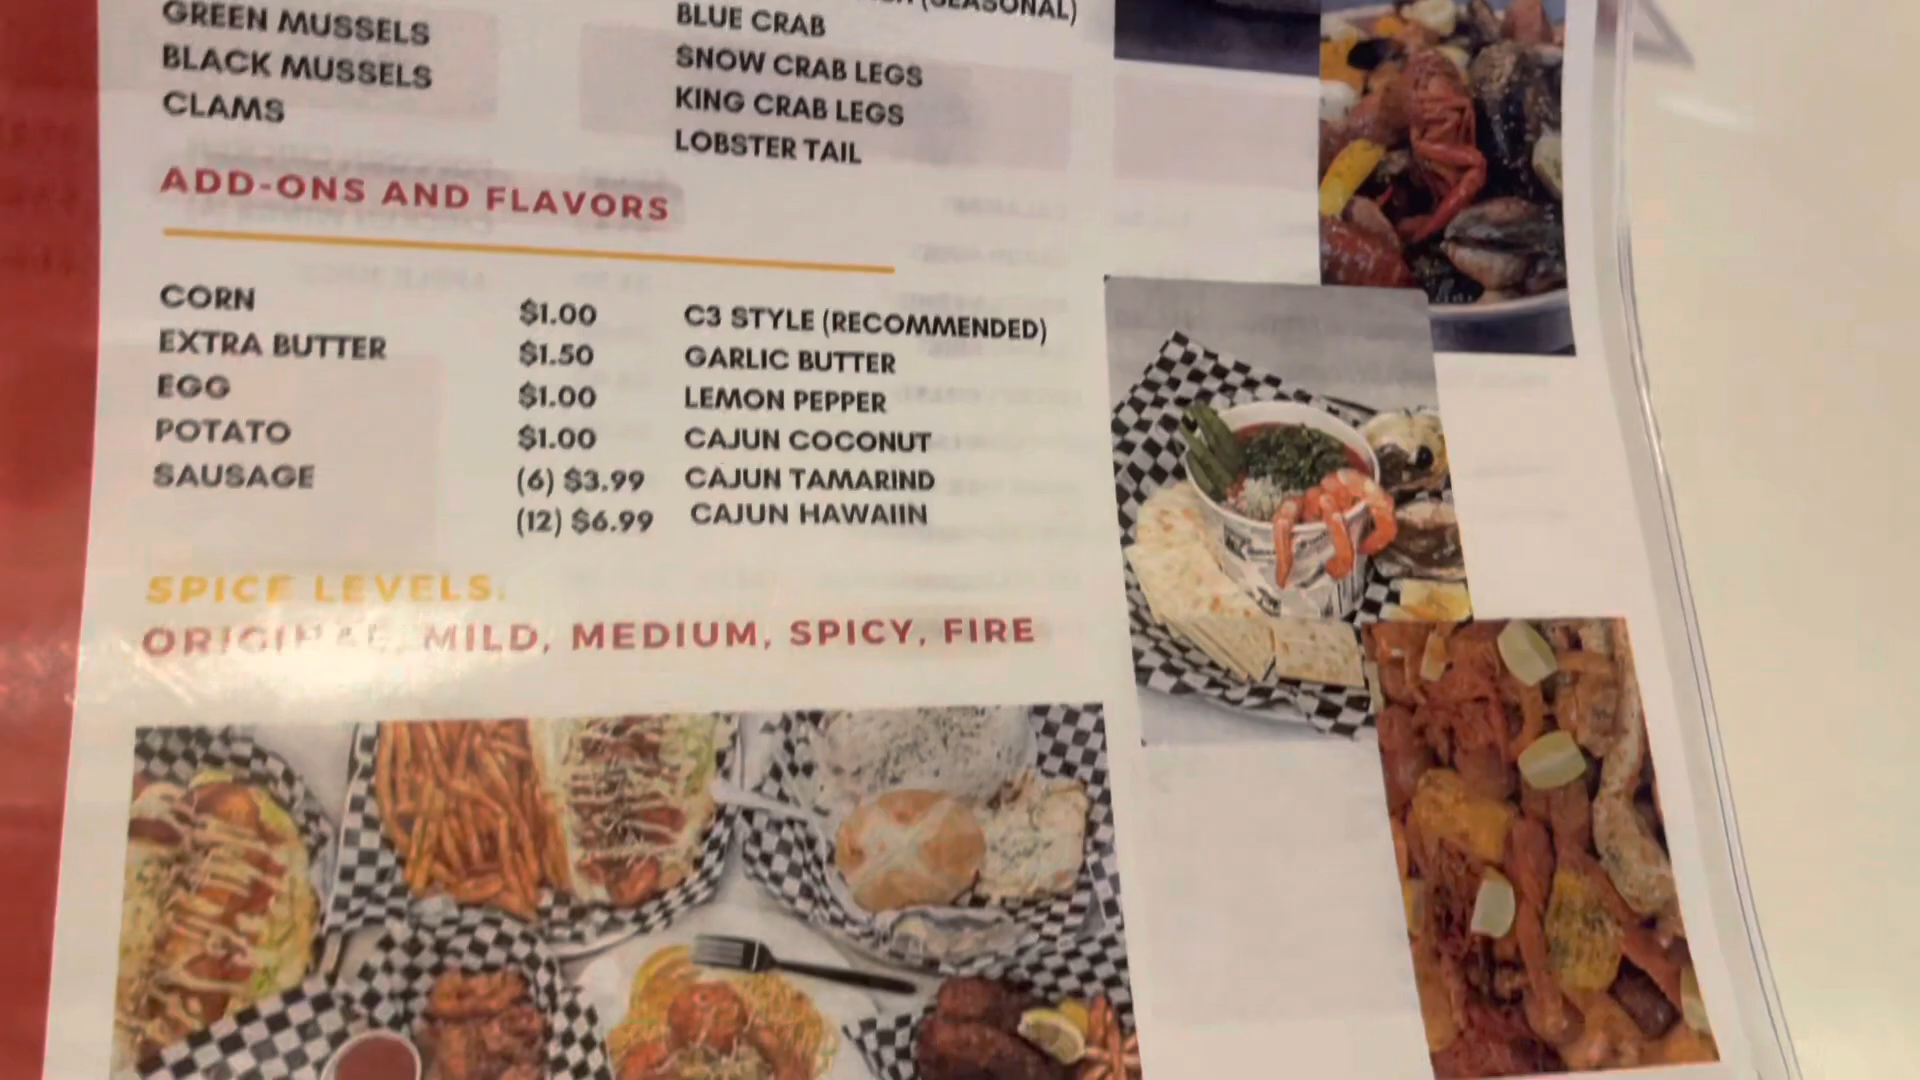 GREEN MUSSELS
BLACK MUSSELS
CLAMS
(SEASONAL)
BLUE CRAB
SNOW CRAB LEGS
KING CRAB LEGS
LOBSTER TAIL
ADD-ONS AND FLAVORS
CORN $1.00
EXTRA BUTTER $1.50
EGG $1.00
POTATO $1.00
SAUSAGE (6) $3.99
(12) $6.99
C3 STYLE (RECOMMENDED)
GARLIC BUTTER
LEMON PEPPER
CAJUN COCONUT
CAJUN TAMARIND
CAJUN HAWAIIN
SPICE LEVELS:
ORIGINAL, MILD, MEDIUM, SPICY, FIRE